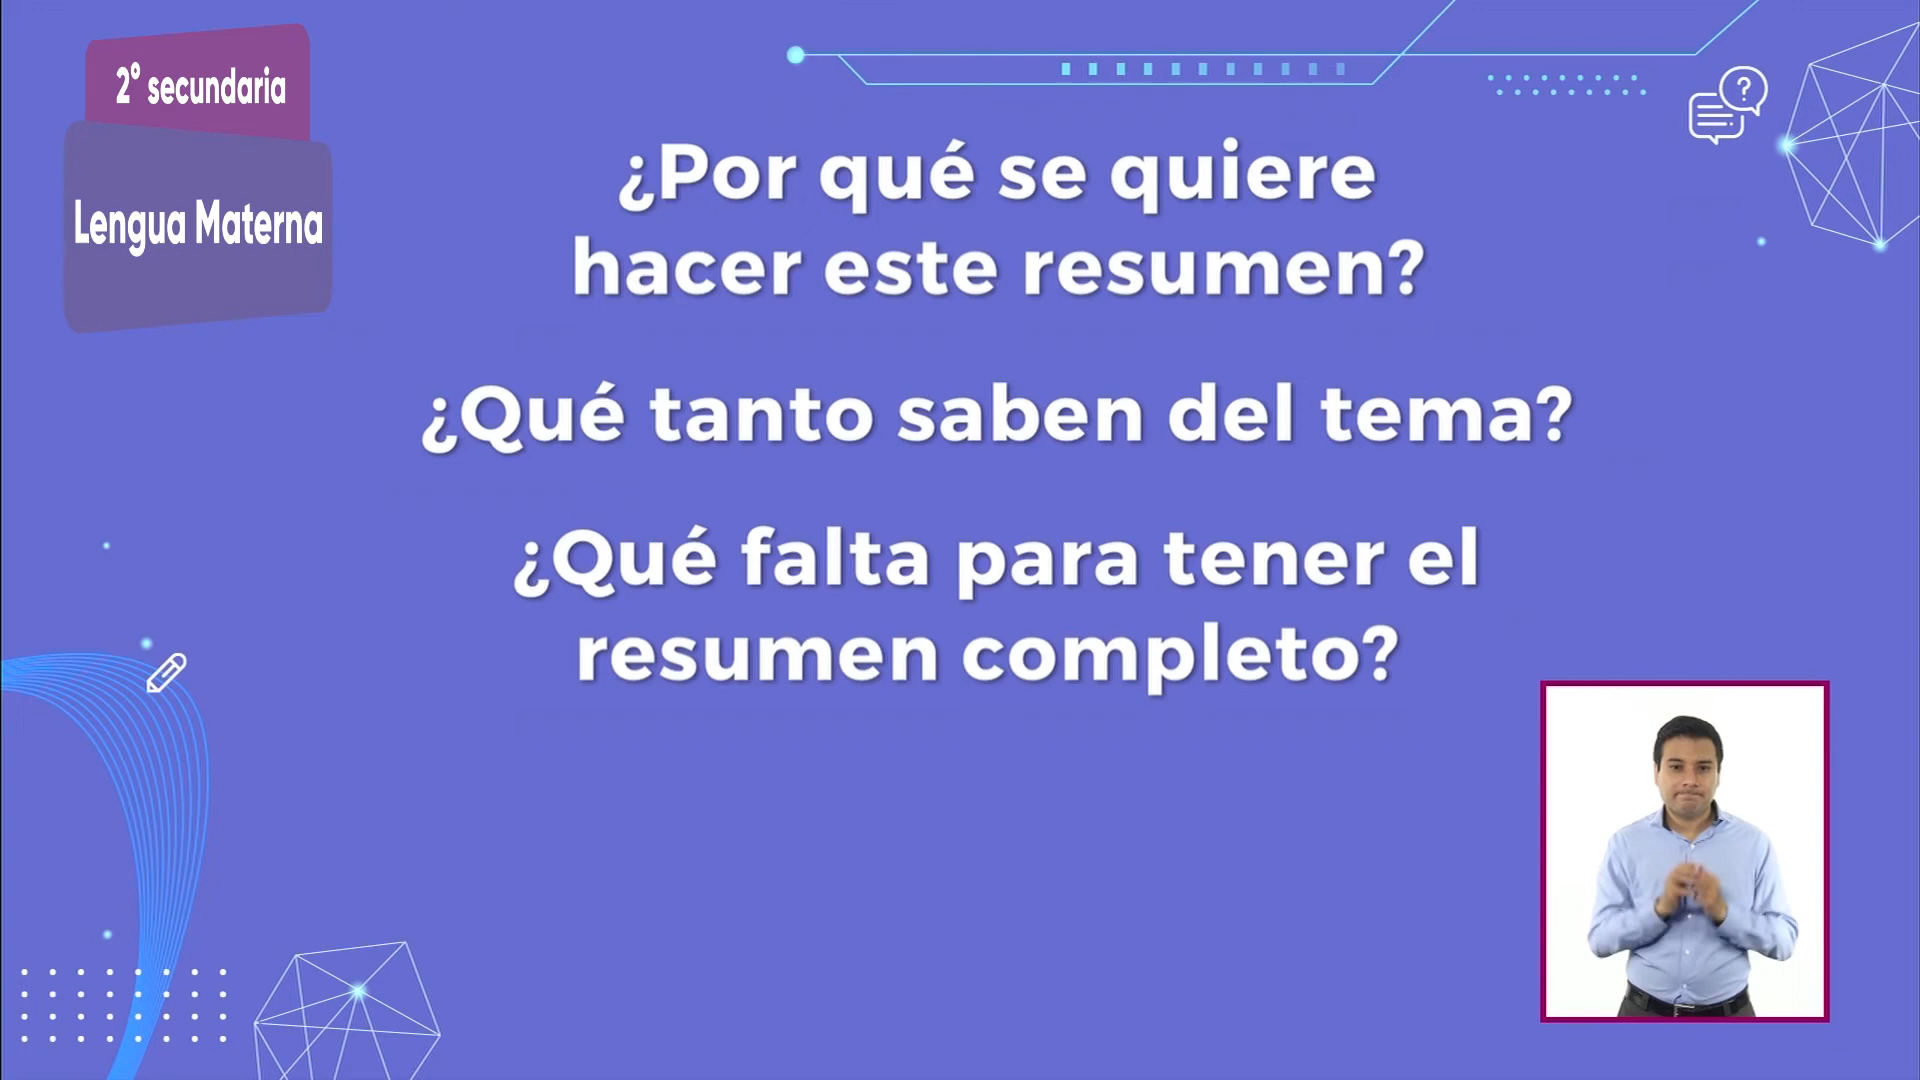 2° secundaria
Lengua Materna
¿Por qué se quiere
hacer este resumen?
¿Qué tanto saben del tema?
¿Qué falta para tener el
resumen completo?
?